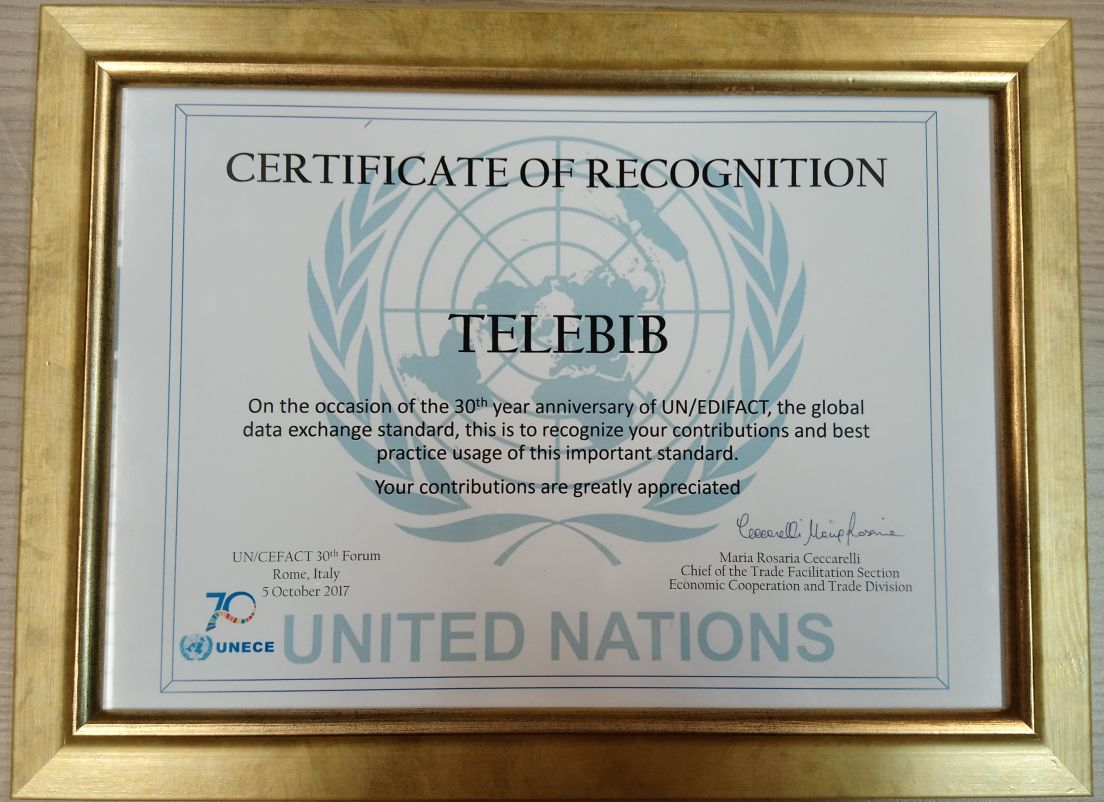 CERTIFICATE OF RECOGNITION
TELEBIB
On the occasion of the 30th year anniversary of UN/EDIFACT, the global
data exchange standard, this is to recognize your contributions and best
practice usage of this important standard.
Your contributions are greatly appreciated
Ceccarelli Maria Rosaria
Maria Rosaria Ceccarelli
Chief of the Trade Facilitation Section
Economic Cooperation and Trade Division
UN/CEFACT 30th Forum
Rome, Italy
5 October 2017
70
UNECE
UNITED NATIONS